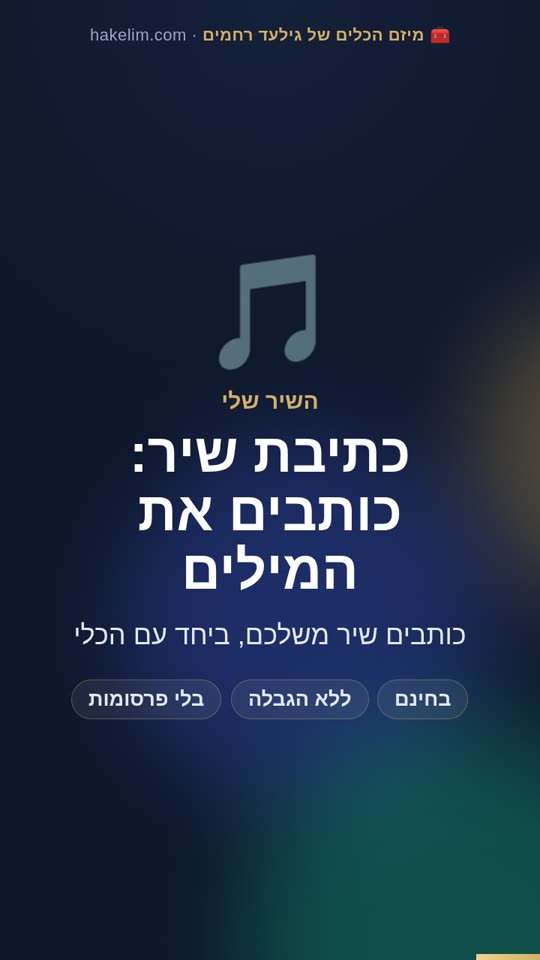 🧰 מיזם הכלים של גילעד רחמים · hakelim.com
השיר שלי
כתיבת שיר:
כותבים את
המילים
כותבים שיר משלכם, ביחד עם הכלי
בחינם
ללא הגבלה
בלי פרסומות